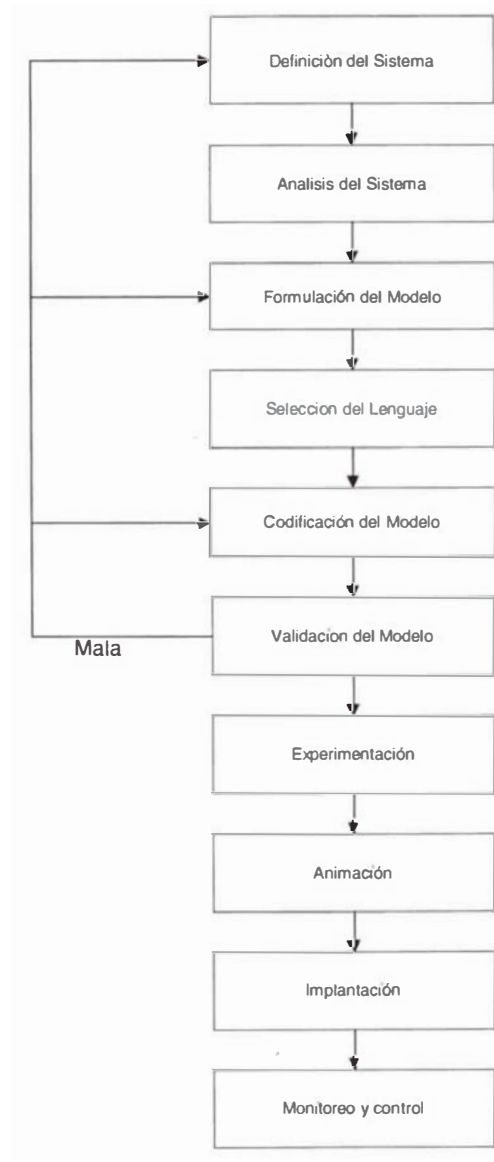 Definiciòn del Sistema
Analisis del Sistema
Formulación del Modelo
Seleccion del Lenguaje
Codificación del Modelo
Validacion del Modelo
Mala
Experimentación
Animación
Implantación
Monitoreo y control